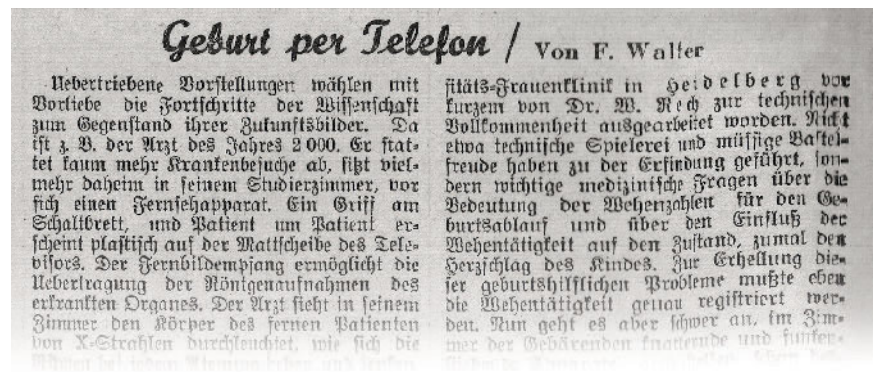 Geburt per Telefon / Von F. Walter
Uebertriebene Vorstellungen wählen mit
Vorliebe die Fortschritte der Wissenschaft
zum Gegenstand ihrer Zukunftsbilder. Da
ist z. B. der Arzt des Jahres 2000. Er stat-
tet kaum mehr Krankenbesuche ab, sitzt viel-
mehr daheim in seinem Studierzimmer, vor
sich einen Fernsehapparat. Ein Griff am
Schaltbrett, und Patient um Patient er-
scheint plastisch auf der Mattscheibe des Tele-
visors. Der Fernbildempfang ermöglicht die
Uebertragung der Röntgenaufnahmen des
erkrankten Organes. Der Arzt sieht in seinem
Zimmer den Körper des fernen Patienten
von X-Strahlen durchleuchtet, wie sich die
sitäts-Frauenklinik in Heidelberg vor
kurzem von Dr. W. Rech zur technischen
Vollkommenheit ausgearbeitet worden. Nicht
etwa technische Spielerei und müssige Bastel-
freude haben zu der Erfindung geführt, son-
dern wichtige medizinische Fragen über die
Bedeutung der Wehenzahlen für den Ge-
burtsablauf und über den Einfluß der
Wehentätigkeit auf den Zustand, zumal den
Herzschlag des Kindes. Zur Erhellung die-
ser geburtshilflichen Probleme mußte eben
die Wehentätigkeit genau registriert wer-
den. Nun geht es aber schwer an, im Zim-
mer der Gebärenden knatternde und funken-